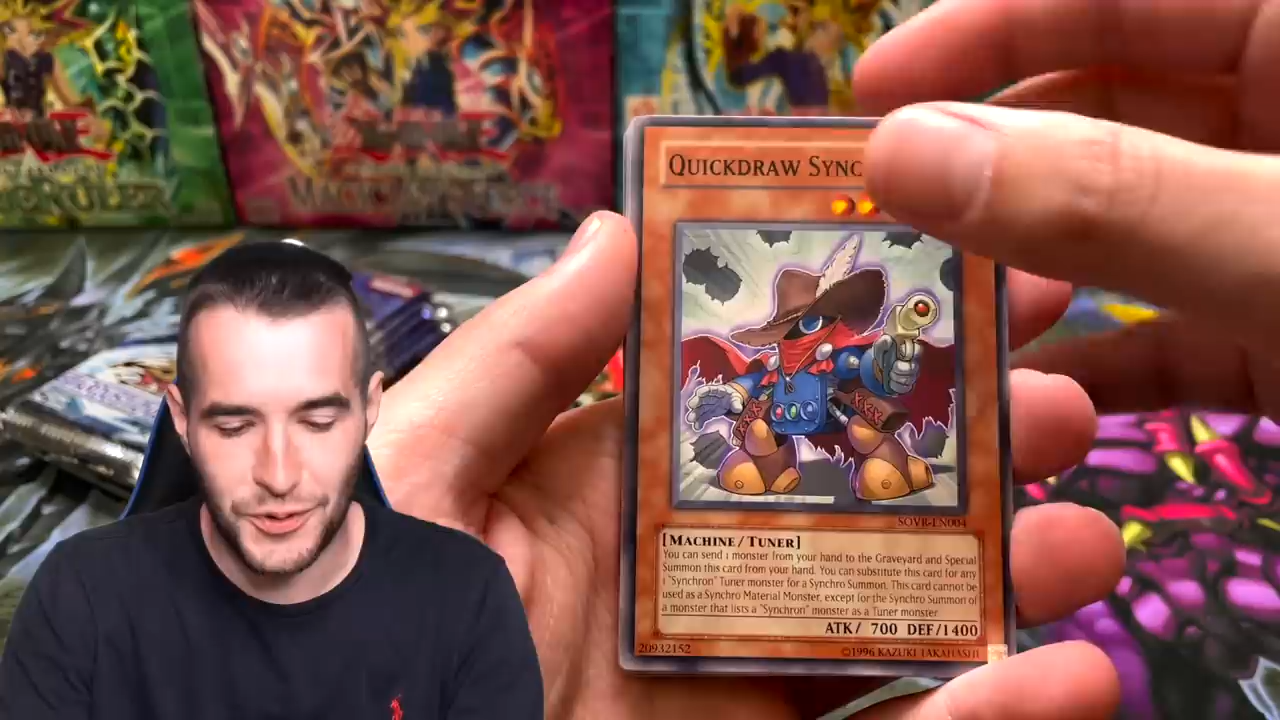 QUICKDRAW SYNC
SOVR-EN004
[MACHINE/TUNER]
You can send 1 monster from your hand to the Graveyard and Special
Summon this card from your hand. You can substitute this card for any
1 "Synchron" Tuner monster for a Synchro Summon. This card cannot be
used as a Synchro Material Monster, except for the Synchro Summon of
a monster that lists a "Synchron" monster as a Tuner monster.
ATK/ 700 DEF/1400
20932152
©1996 KAZUKI TAKAHASHI